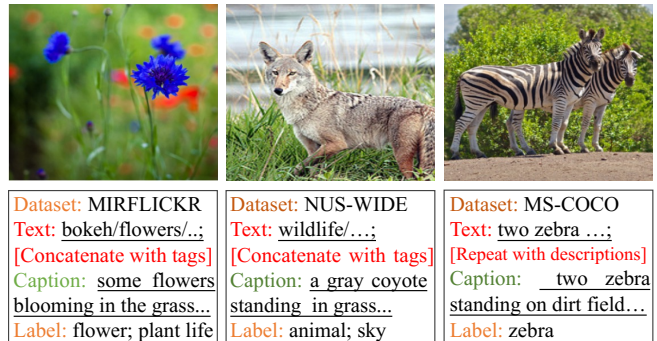 Dataset: MIRFLICKR
Text: bokeh/flowers/..;
[Concatenate with tags]
Caption: some flowers
blooming in the grass...
Label: flower; plant life
Dataset: NUS-WIDE
Text: wildlife/…;
[Concatenate with tags]
Caption: a gray coyote
standing in grass...
Label: animal; sky
Dataset: MS-COCO
Text: two zebra …;
[Repeat with descriptions]
Caption: two zebra
standing on dirt field…
Label: zebra